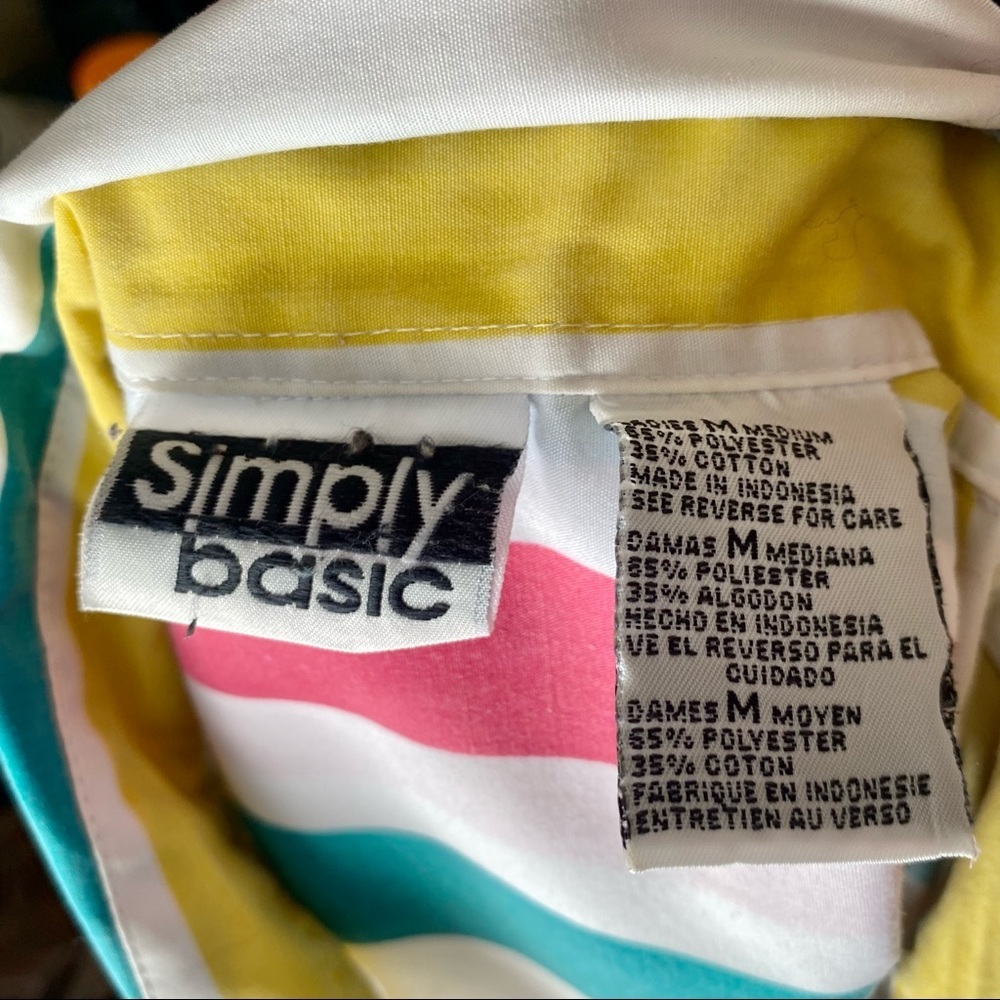 simply
basic
LADIES M MEDIUM
65% POLYESTER
35% COTTON
MADE IN INDONESIA
SEE REVERSE FOR CARE
DAMAS M MEDIANA
65% POLIESTER
35% ALGODON
HECHO EN INDONESIA
VE EL REVERSO PARA EL
CUIDADO
DAMES M MOYEN
65% POLYESTER
35% COTON
FABRIQUE EN INDONESIE
ENTRETIEN AU VERSO